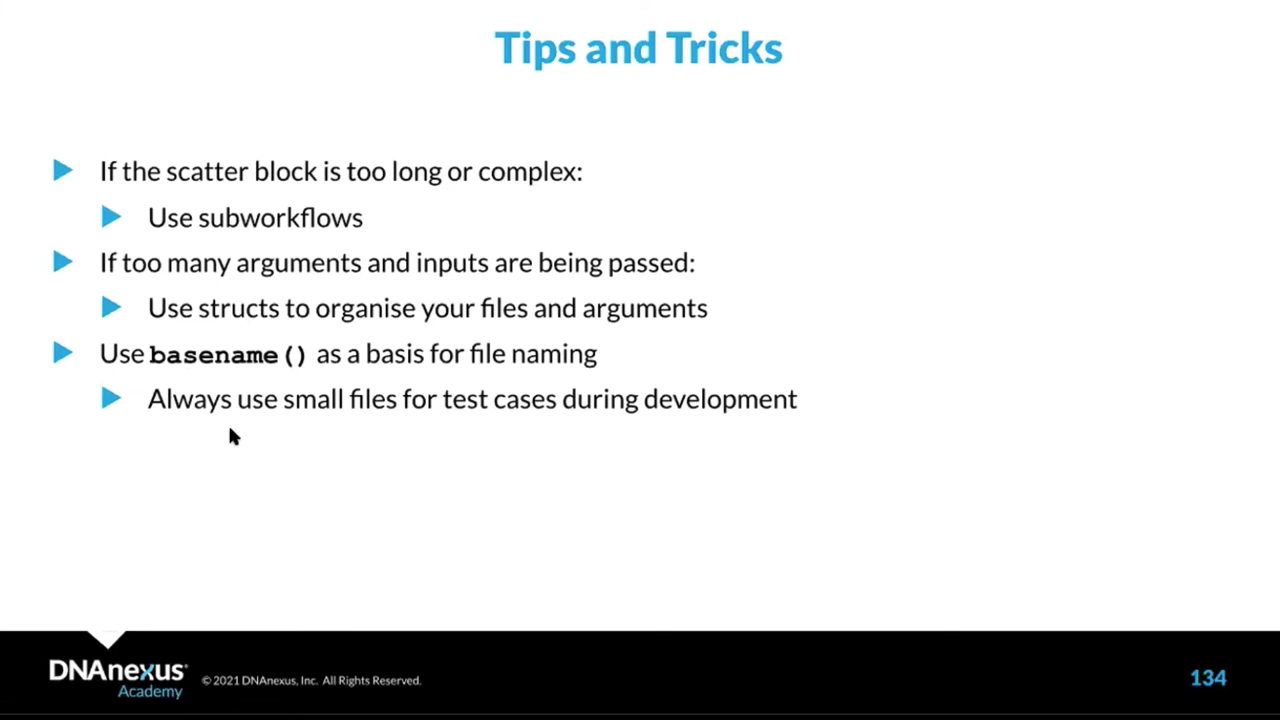 Tips and Tricks
If the scatter block is too long or complex:
Use subworkflows
If too many arguments and inputs are being passed:
Use structs to organise your files and arguments
Use basename() as a basis for file naming
Always use small files for test cases during development
DNAnexus®
Academy
© 2021 DNAnexus, Inc. All Rights Reserved.
134